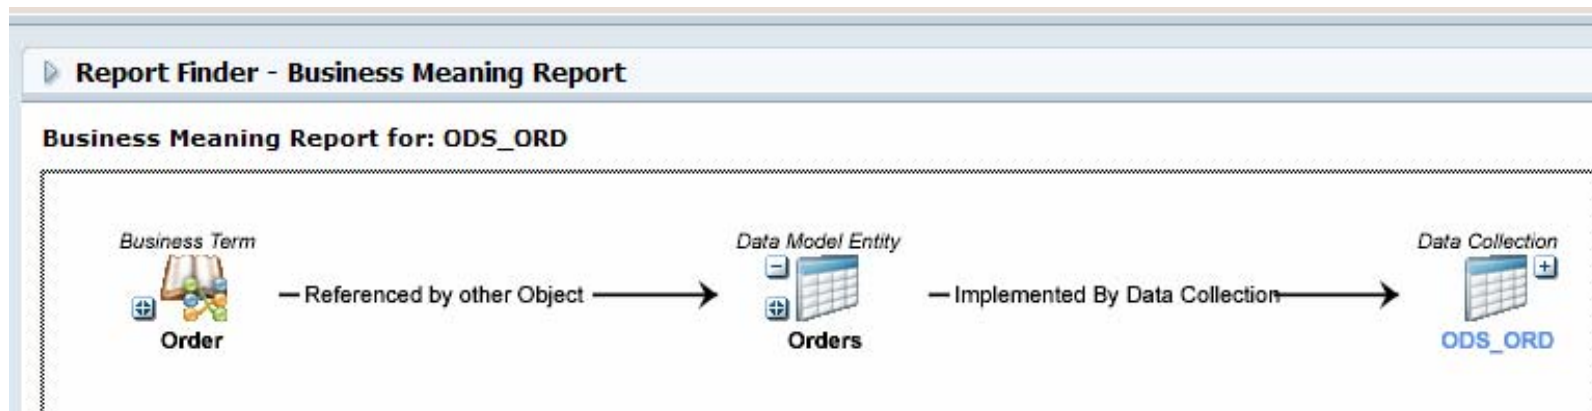 Report Finder - Business Meaning Report
Business Meaning Report for: ODS_ORD
Business Term
Data Model Entity
Data Collection
Referenced by other Object
Implemented By Data Collection
Order
Orders
ODS_ORD